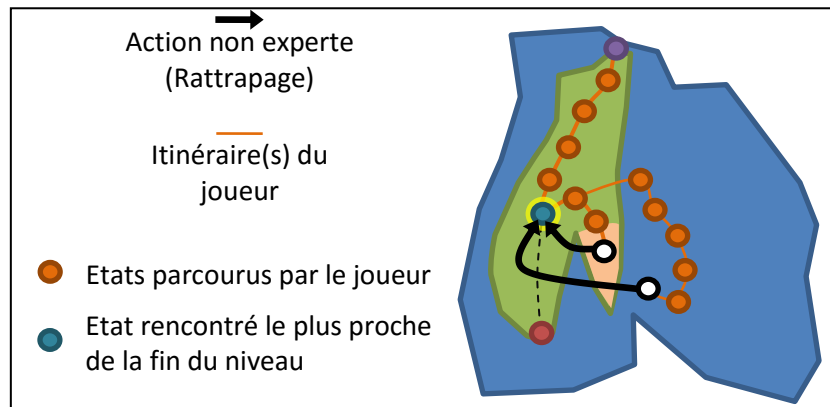 Action non experte
(Rattrapage)
Itinéraire(s) du
joueur
Etats parcourus par le joueur
Etat rencontré le plus proche
de la fin du niveau